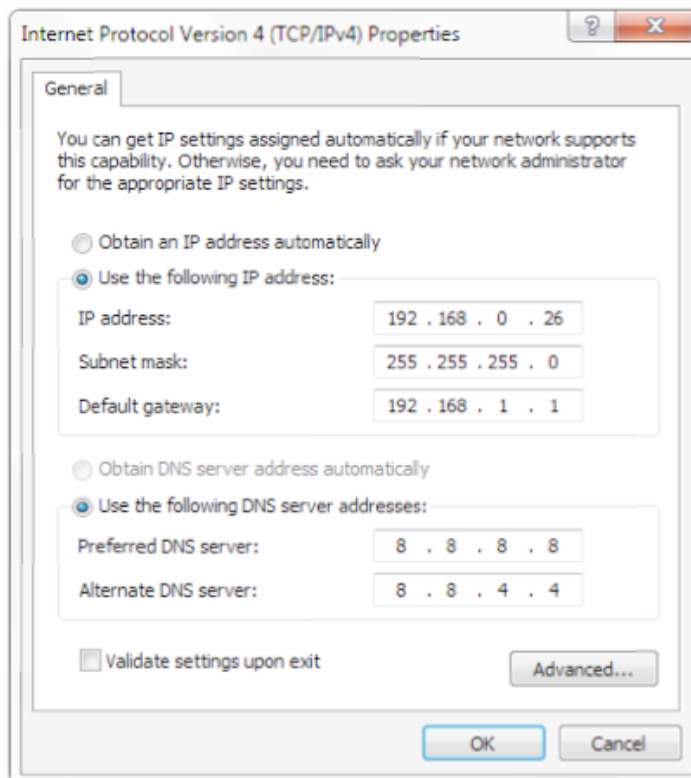 Internet Protocol Version 4 (TCP/IPv4) Properties
General
You can get IP settings assigned automatically if your network supports
this capability. Otherwise, you need to ask your network administrator
for the appropriate IP settings.
Obtain an IP address automatically
Use the following IP address:
IP address: 192 . 168 . 0 . 26
Subnet mask: 255 . 255 . 255 . 0
Default gateway: 192 . 168 . 1 . 1
Obtain DNS server address automatically
Use the following DNS server addresses:
Preferred DNS server: 8 . 8 . 8 . 8
Alternate DNS server: 8 . 8 . 4 . 4
Validate settings upon exit
Advanced...
OK Cancel